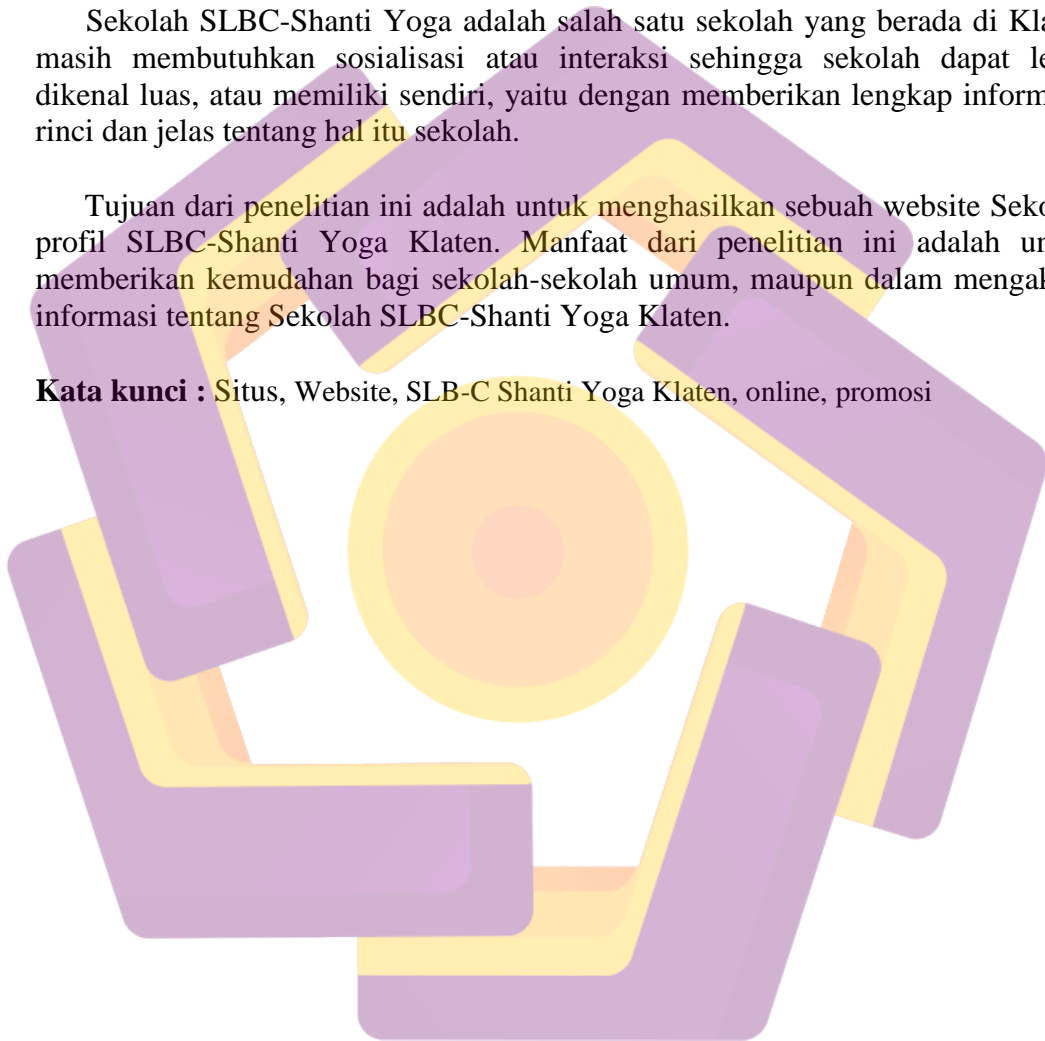 Sekolah SLBC-Shanti Yoga adalah salah satu sekolah yang berada di Kla
masih membutuhkan sosialisasi atau interaksi sehingga sekolah dapat le
dikenal luas, atau memiliki sendiri, yaitu dengan memberikan lengkap inform
rinci dan jelas tentang hal itu sekolah.
Tujuan dari penelitian ini adalah untuk menghasilkan sebuah website Seko
profil SLBC-Shanti Yoga Klaten. Manfaat dari penelitian ini adalah un
memberikan kemudahan bagi sekolah-sekolah umum, maupun dalam mengak
informasi tentang Sekolah SLBC-Shanti Yoga Klaten.
Kata kunci : Situs, Website, SLB-C Shanti Yoga Klaten, online, promosi